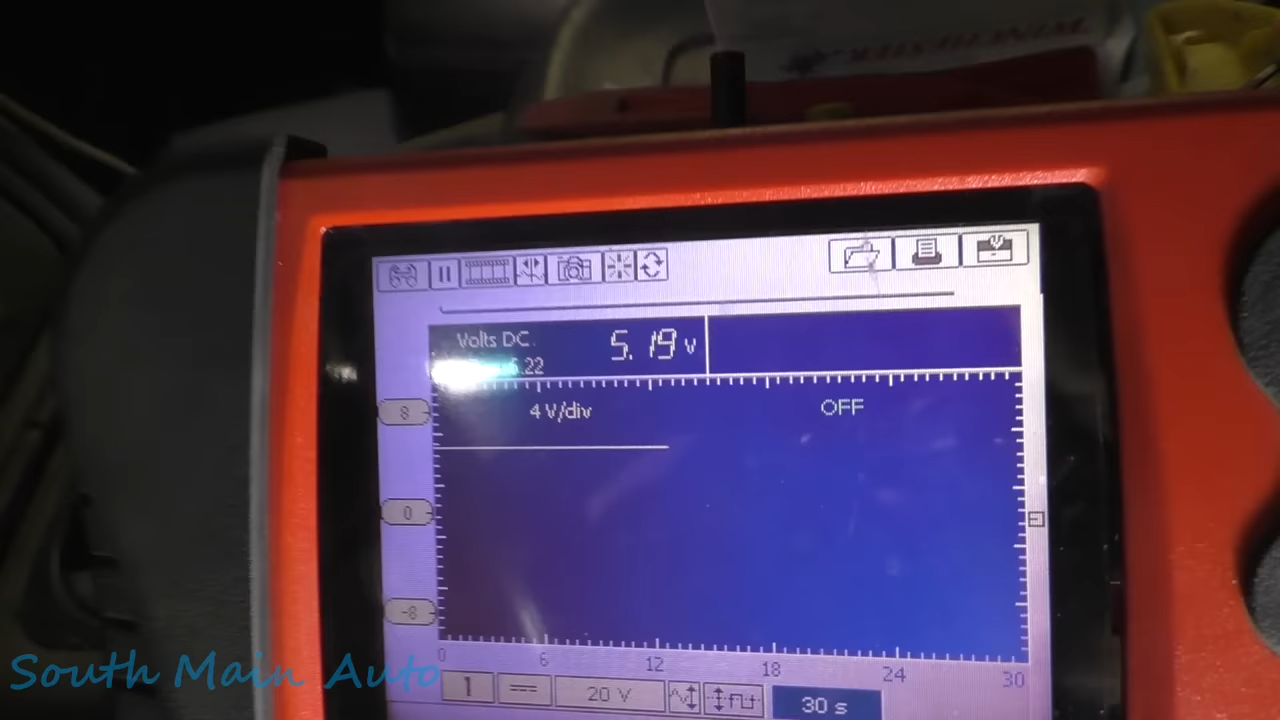 Volts DC
5.19 V
4 V/div
OFF
8
0
-8
0 6 12 18 24 30
1
20 V
30 s
South Main Auto